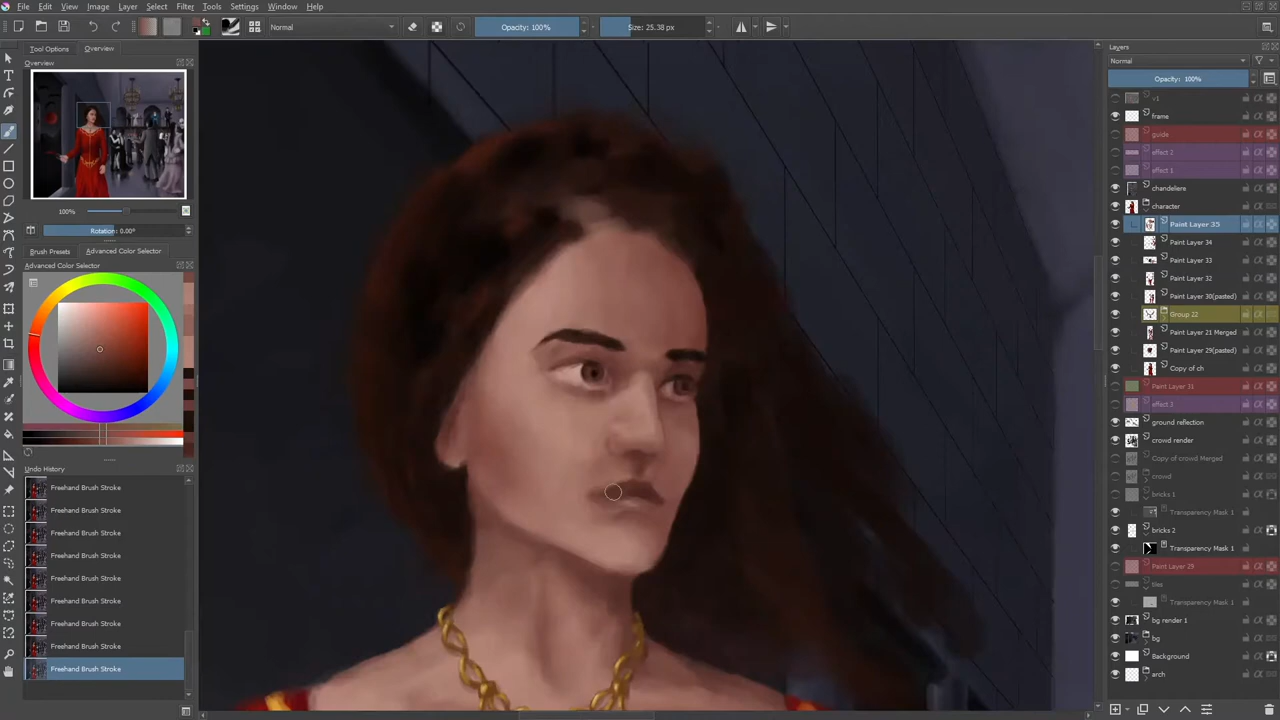 File Edit View Image Layer Select Filter Tools Settings Window Help
Normal
Opacity: 100%
Size: 25.38 px
Tool Options Overview
Overview
100%
Rotation: 0.00°
Brush Presets Advanced Color Selector
Advanced Color Selector
Undo History
Freehand Brush Stroke
Freehand Brush Stroke
Freehand Brush Stroke
Freehand Brush Stroke
Freehand Brush Stroke
Freehand Brush Stroke
Freehand Brush Stroke
Freehand Brush Stroke
Freehand Brush Stroke
Layers
Normal
Opacity: 100%
v1
frame
guide
effect 2
effect 1
chandeliere
character
Paint Layer 35
Paint Layer 34
Paint Layer 33
Paint Layer 32
Paint Layer 30(pasted)
Group 22
Paint Layer 21 Merged
Paint Layer 29(pasted)
Copy of ch
Paint Layer 31
effect 3
ground reflection
crowd render
Copy of crowd Merged
crowd
bricks 1
Transparency Mask 1
bricks 2
Transparency Mask 1
Paint Layer 29
tiles
Transparency Mask 1
bg render 1
bg
Background
arch